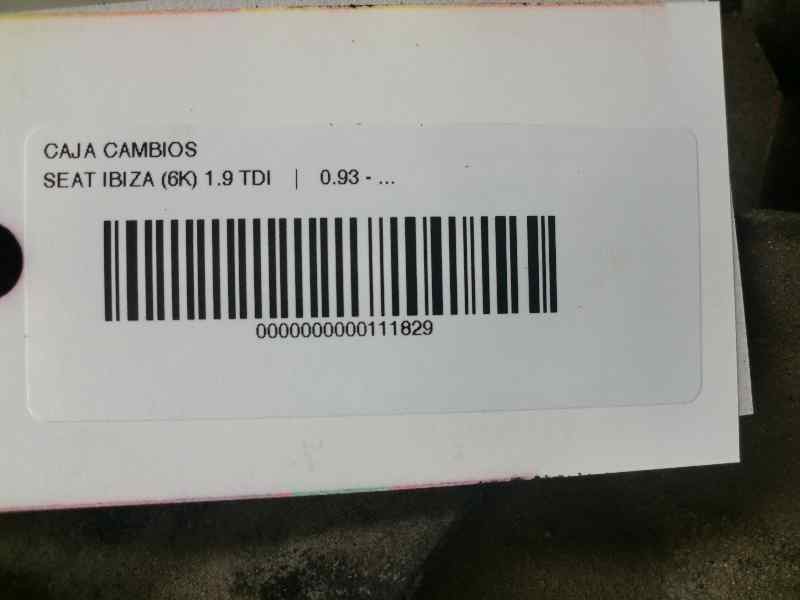 CAJA CAMBIOS
SEAT IBIZA (6K) 1.9 TDI | 0.93 - ...
0000000000111829